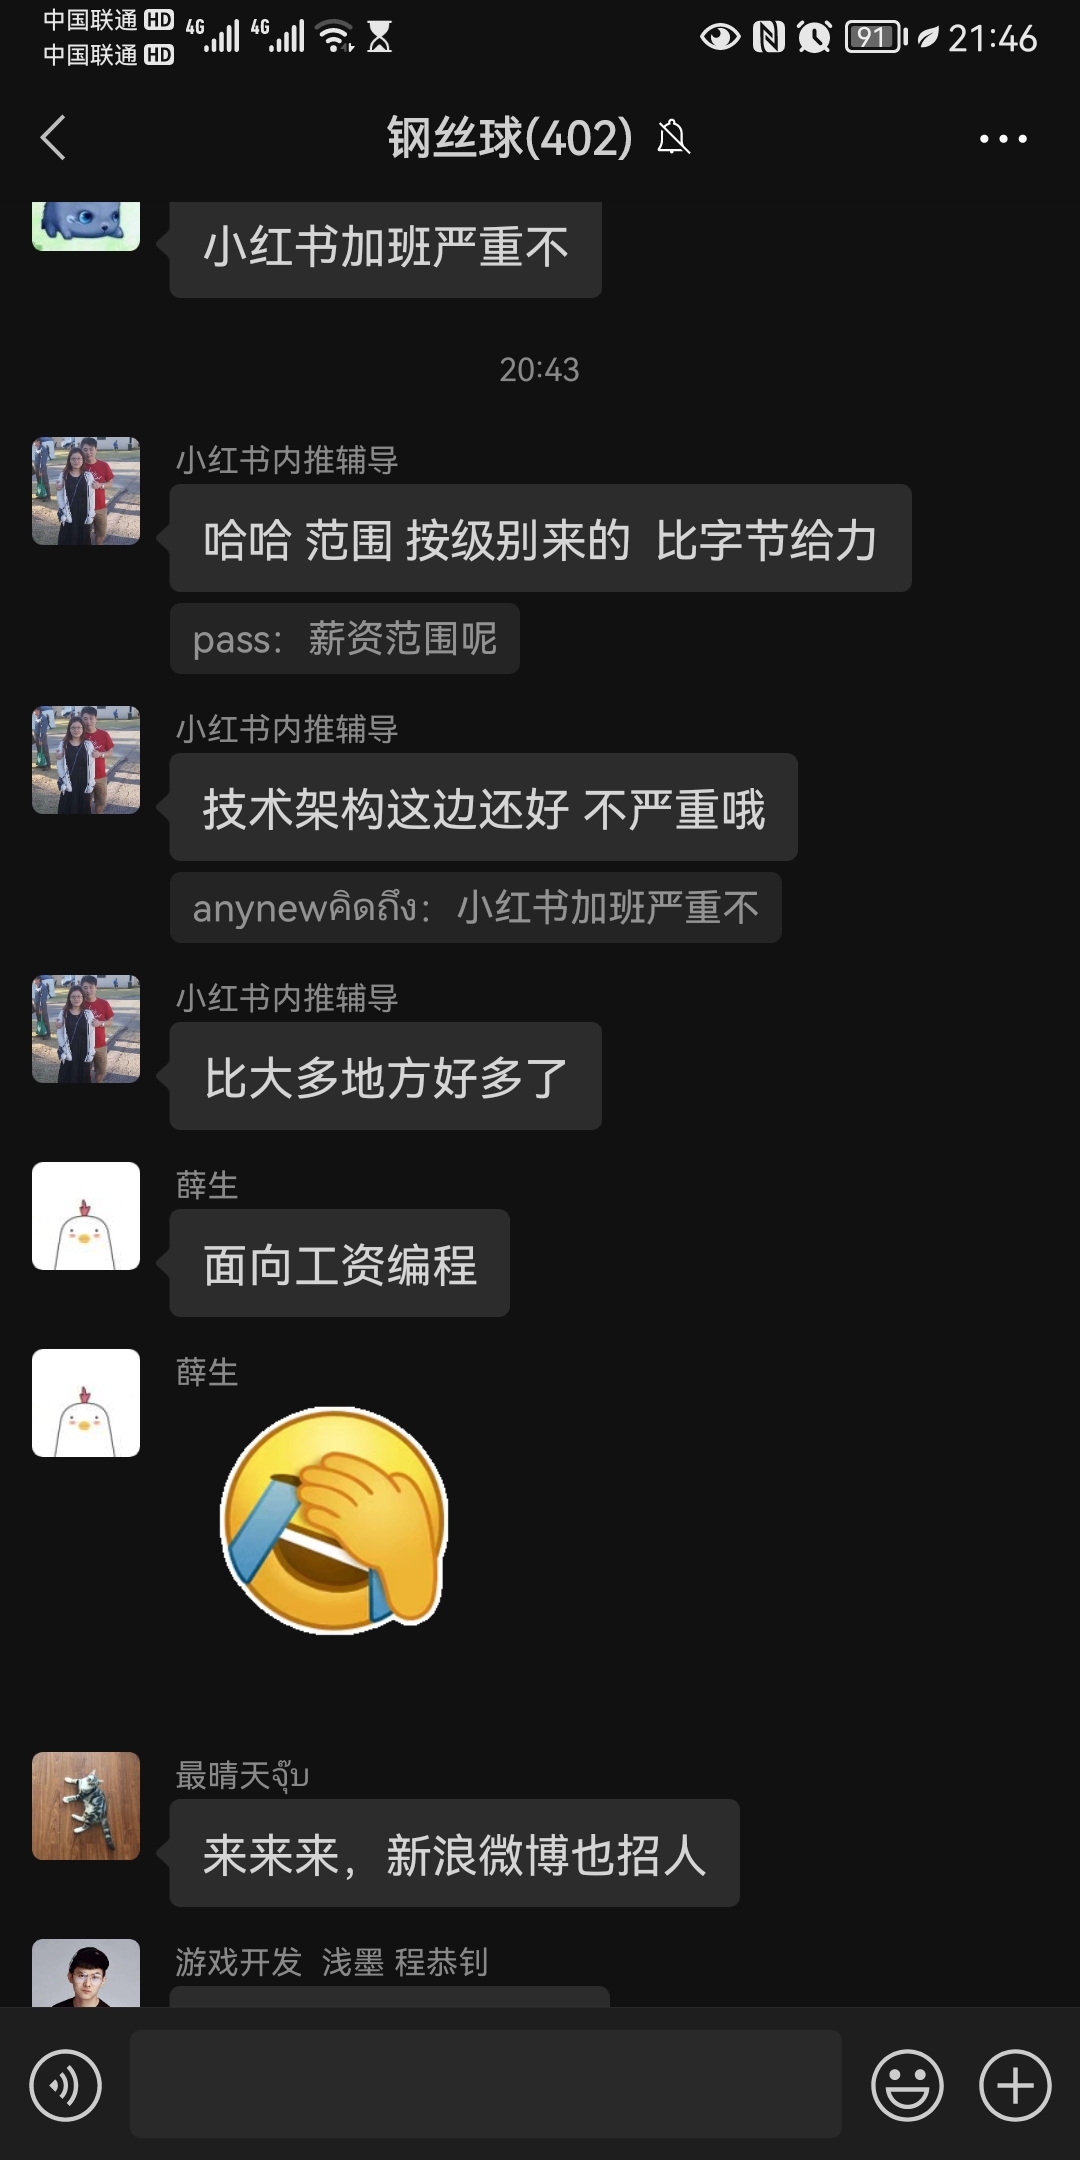 中国联通 HD 4G 4G 91 21:46
中国联通 HD
钢丝球(402)
小红书加班严重不
20:43
小红书内推辅导
哈哈 范围 按级别来的 比字节给力
pass：薪资范围呢
小红书内推辅导
技术架构这边还好 不严重哦
anynewคิดถึง：小红书加班严重不
小红书内推辅导
比大多地方好多了
薛生
面向工资编程
薛生
最晴天จุ๊บ
来来来，新浪微博也招人
游戏开发 浅墨 程恭钊